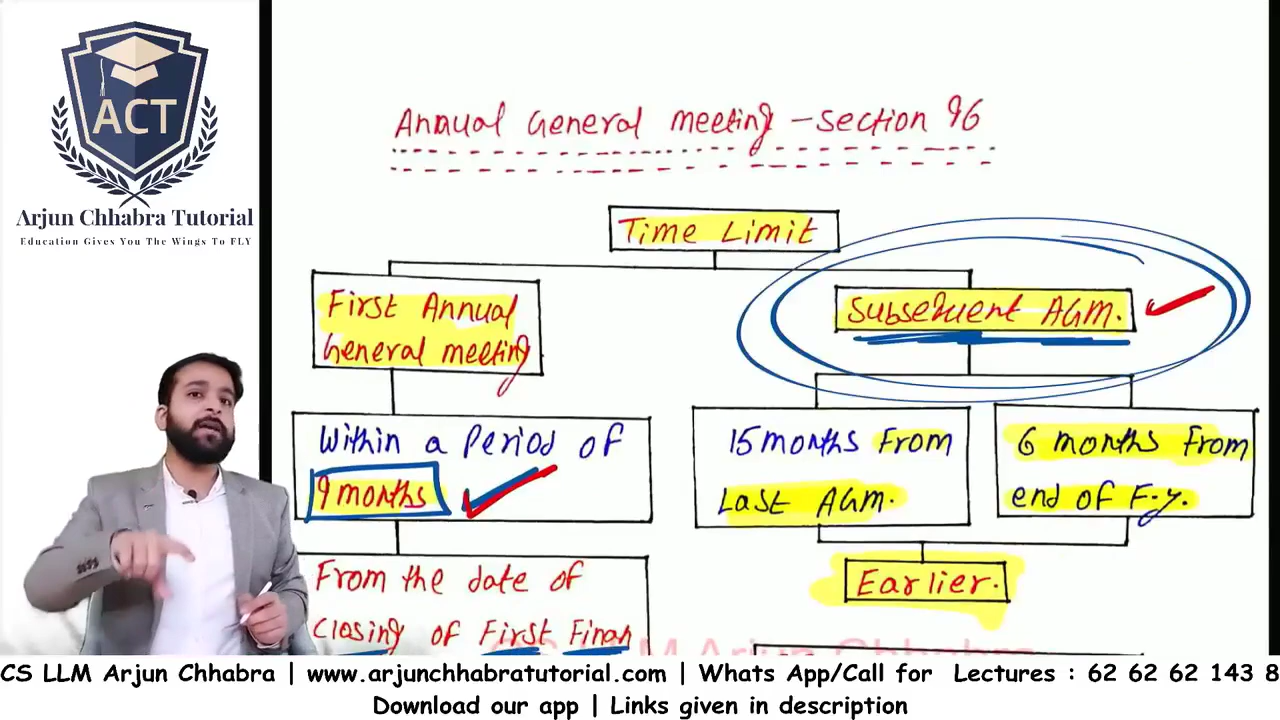 ACT
Arjun Chhabra Tutorial
Education Gives You The Wings To FLY
Annual General meeting - section 96
Time Limit
First Annual
General meeting
Within a Period of
9 months
From the date of
closing of First Finan
Subsequent AGM.
15 months From
Last AGM.
6 months From
end of F.y.
Earlier.
CS LLM Arjun Chhabra | www.arjunchhabratutorial.com | Whats App/Call for Lectures : 62 62 62 143 8
Download our app | Links given in description